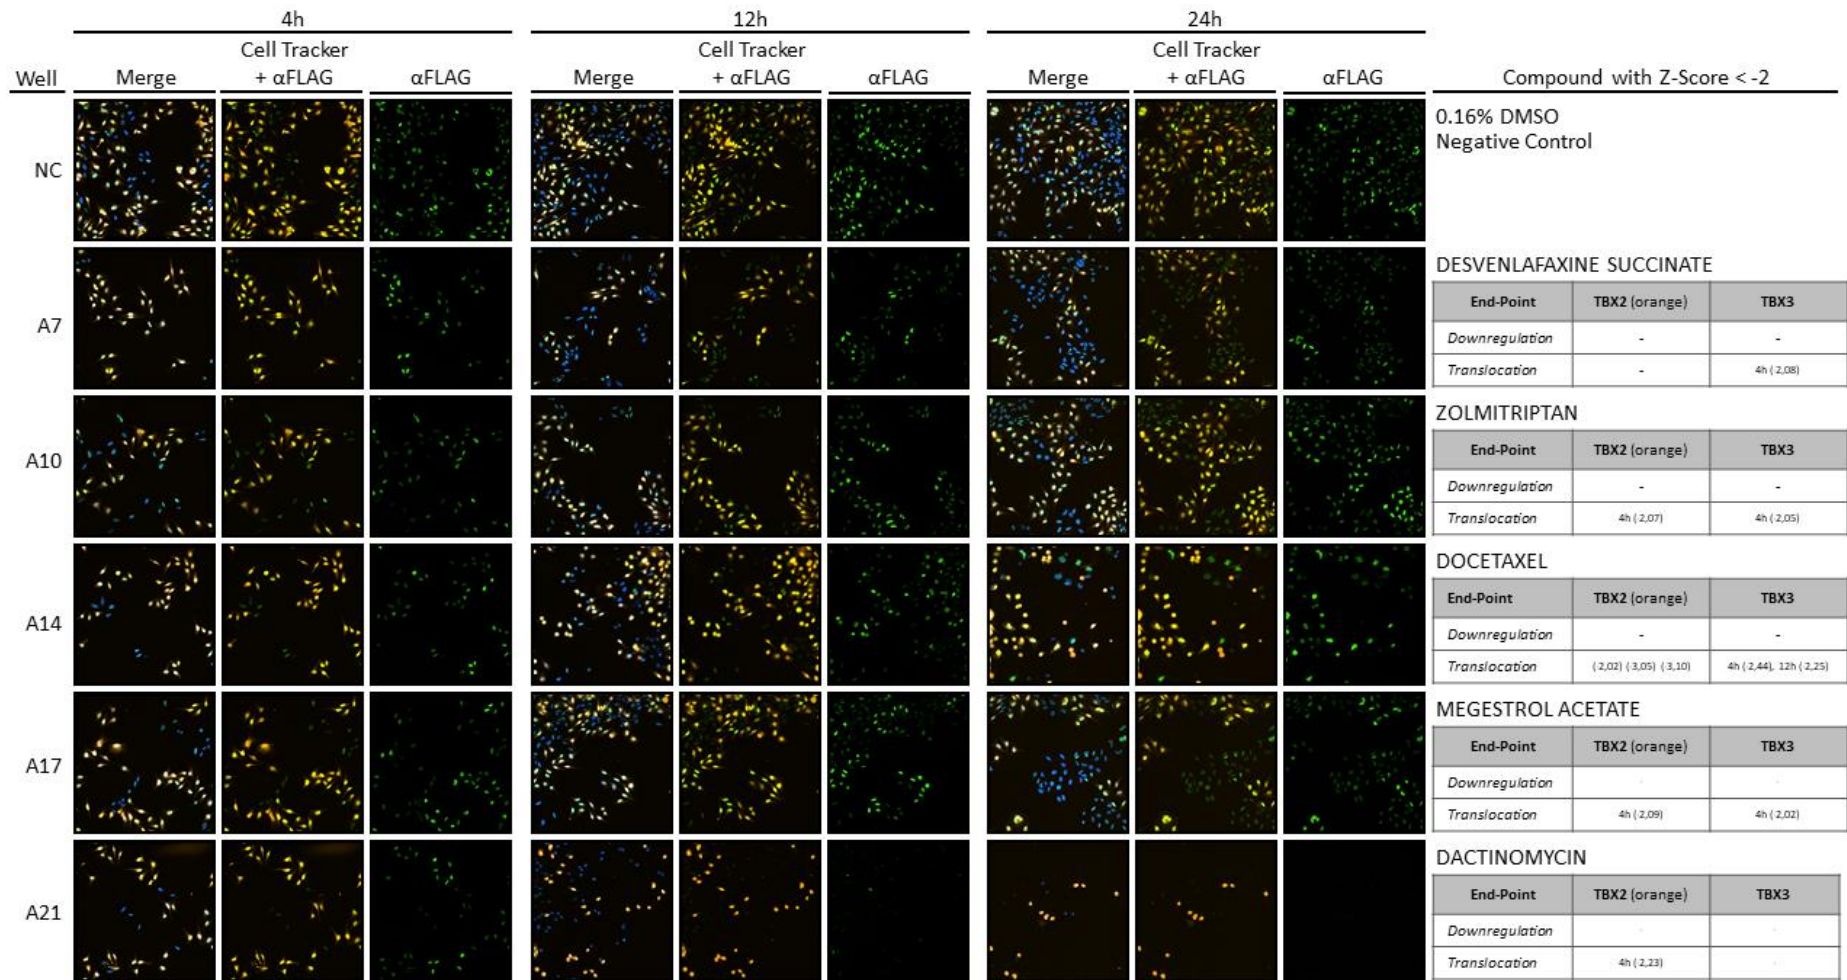 4h 12h 24h
Cell Tracker Cell Tracker Cell Tracker
Well Merge + αFLAG αFLAG Merge + αFLAG αFLAG Merge + αFLAG αFLAG Compound with Z-Score < -2
NC
0.16% DMSO
Negative Control
A7
DESVENLAFAXINE SUCCINATE
End-Point TBX2 (orange) TBX3
Downregulation - -
Translocation - 4h (-2,08)
A10
ZOLMITRIPTAN
End-Point TBX2 (orange) TBX3
Downregulation - -
Translocation 4h (-2,07) 4h (-2,05)
A14
DOCETAXEL
End-Point TBX2 (orange) TBX3
Downregulation - -
Translocation (-2,02) (-3,05) (-3,10) 4h (-2,44), 12h (-2,25)
A17
MEGESTROL ACETATE
End-Point TBX2 (orange) TBX3
Downregulation - -
Translocation 4h (-2,09) 4h (-2,02)
A21
DACTINOMYCIN
End-Point TBX2 (orange) TBX3
Downregulation - -
Translocation 4h (-2,23) -